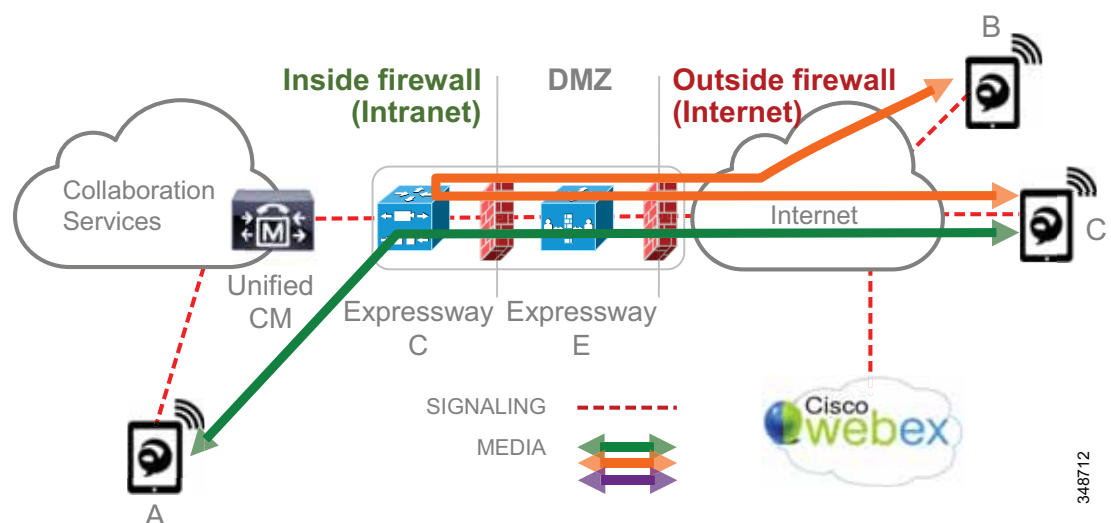 B
Inside firewall
(Intranet)
DMZ
Outside firewall
(Internet)
Collaboration
Services
M
Internet
C
Unified
CM
Expressway
C
Expressway
E
SIGNALING
MEDIA
Cisco
webex
A
348712